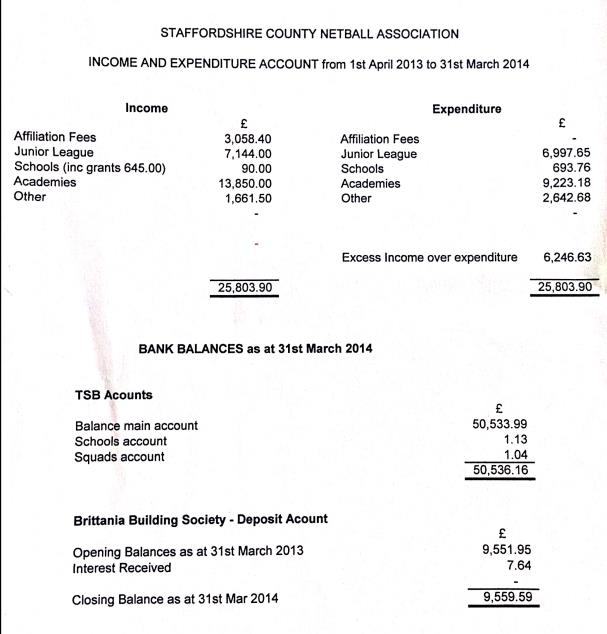 STAFFORDSHIRE COUNTY NETBALL ASSOCIATION
INCOME AND EXPENDITURE ACCOUNT from 1st April 2013 to 31st March 2014
Income Expenditure
£ £
Affiliation Fees 3,058.40 Affiliation Fees -
Junior League 7,144.00 Junior League 6,997.65
Schools (inc grants 645.00) 90.00 Schools 693.76
Academies 13,850.00 Academies 9,223.18
Other 1,661.50 Other 2,642.68
- -
-
Excess Income over expenditure 6,246.63
25,803.90 25,803.90
BANK BALANCES as at 31st March 2014
TSB Acounts
£
Balance main account 50,533.99
Schools account 1.13
Squads account 1.04
50,536.16
Brittania Building Society - Deposit Acount
£
Opening Balances as at 31st March 2013 9,551.95
Interest Received 7.64
-
Closing Balance as at 31st Mar 2014 9,559.59